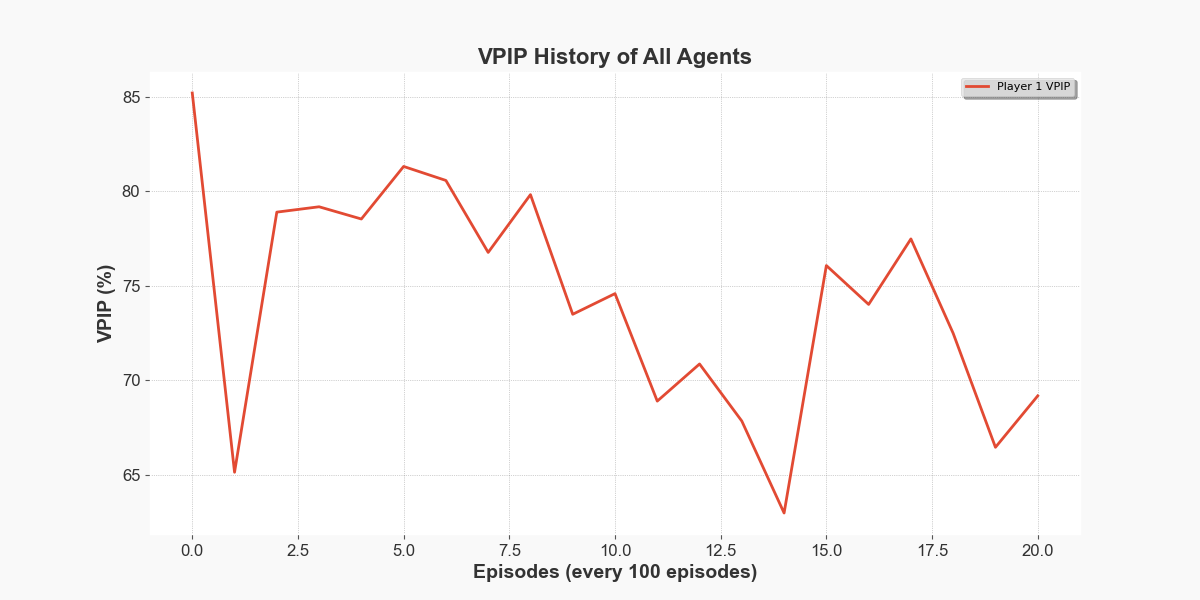 VPIP History of All Agents
Player 1 VPIP
85
80
75
70
65
VPIP (%)
0.0 2.5 5.0 7.5 10.0 12.5 15.0 17.5 20.0
Episodes (every 100 episodes)